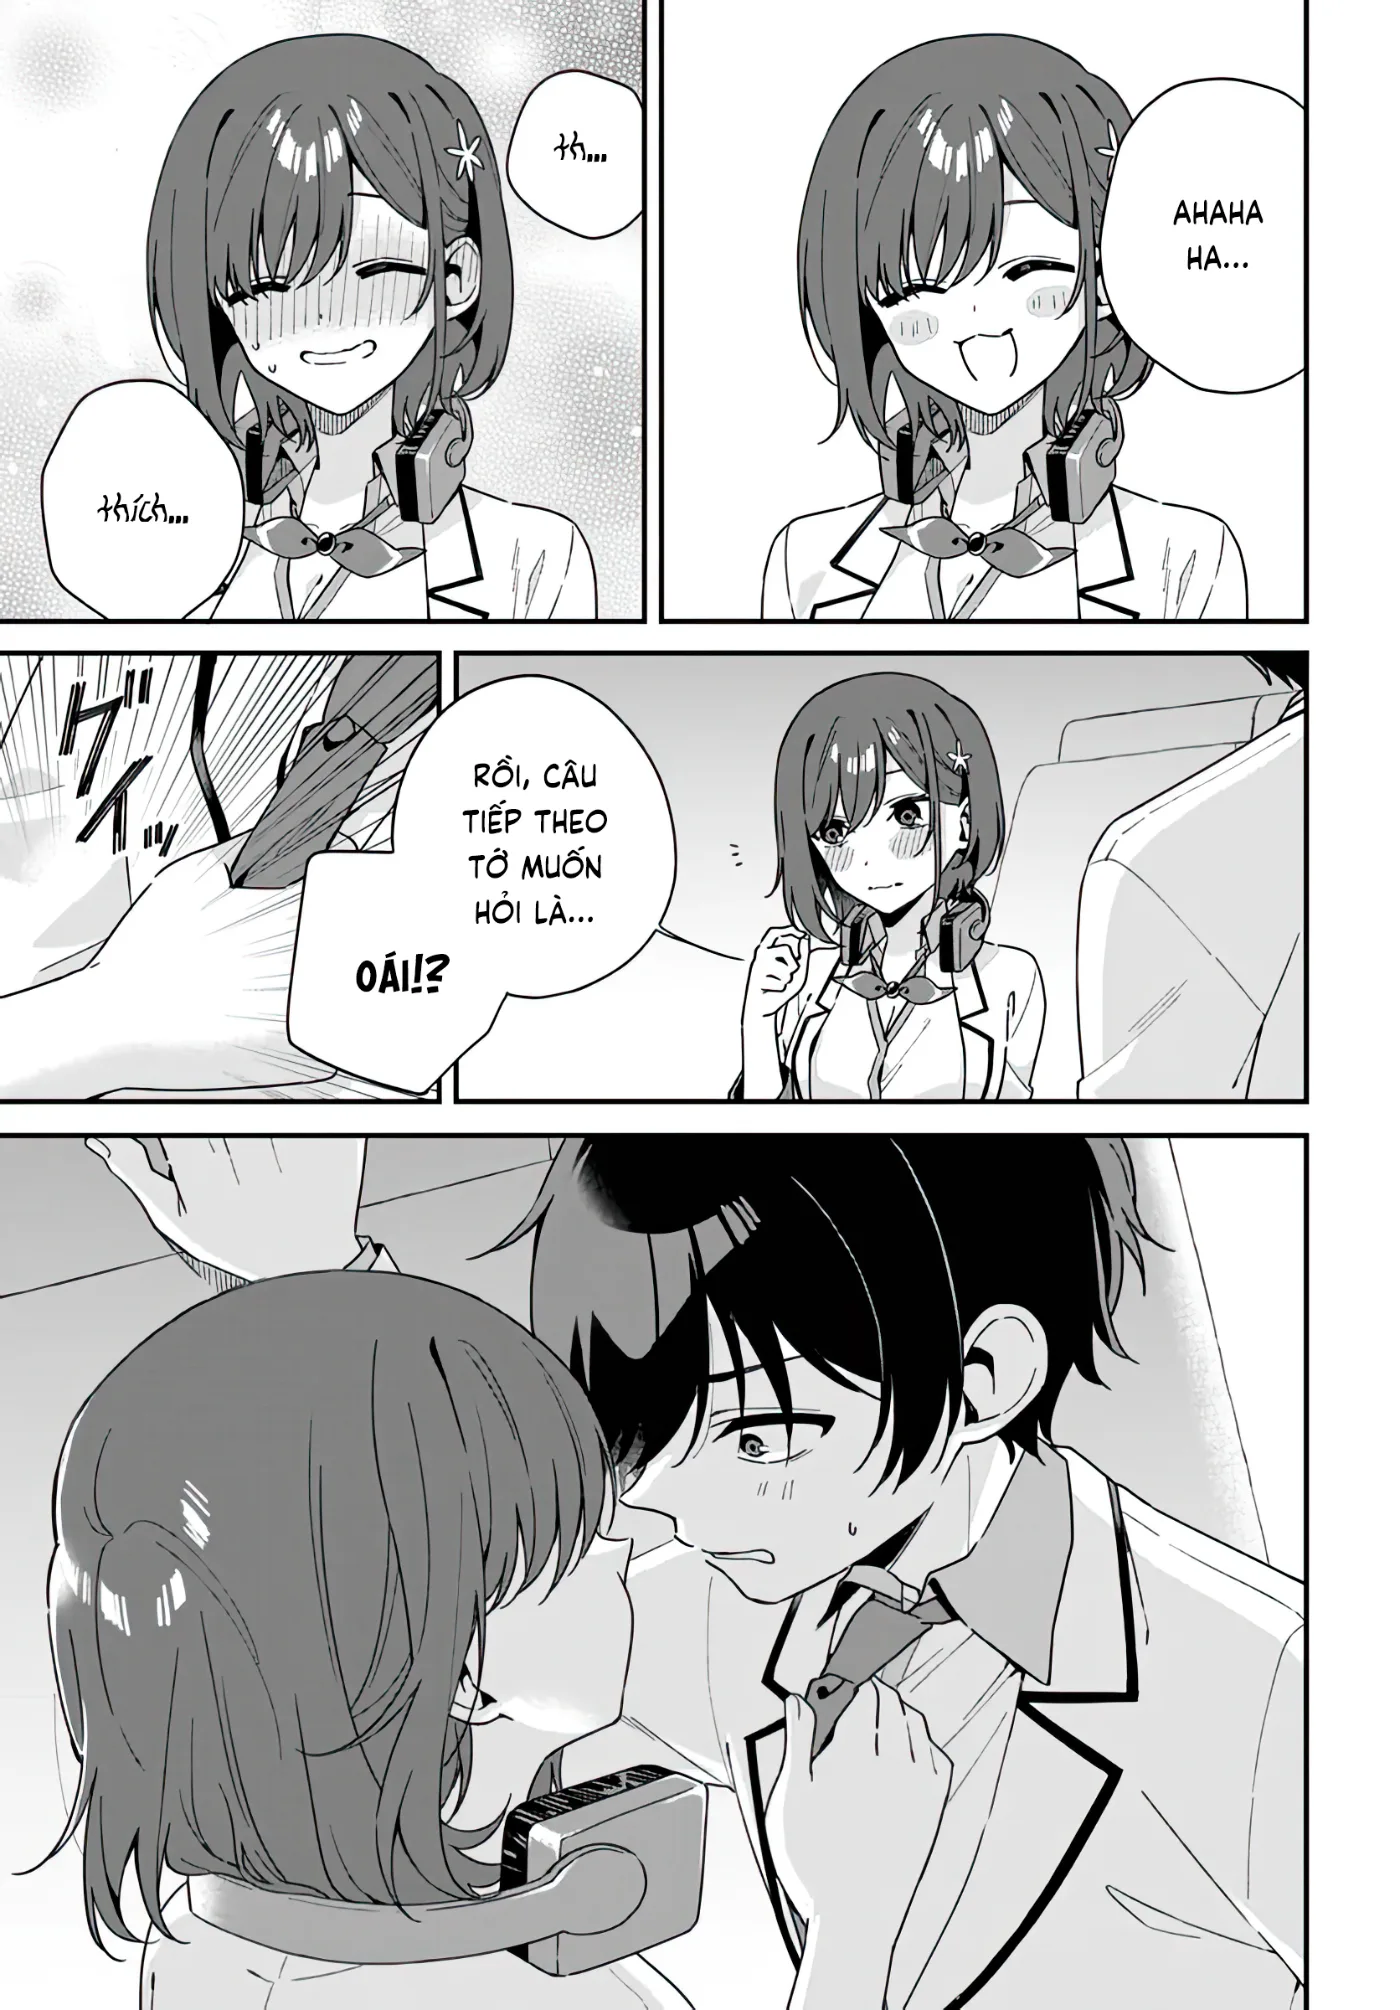 AHAHA
HA...
th...
thích...
RỒI, CÂU
TIẾP THEO
TỚ MUỐN
HỎI LÀ...
OÁI!?
グイッ